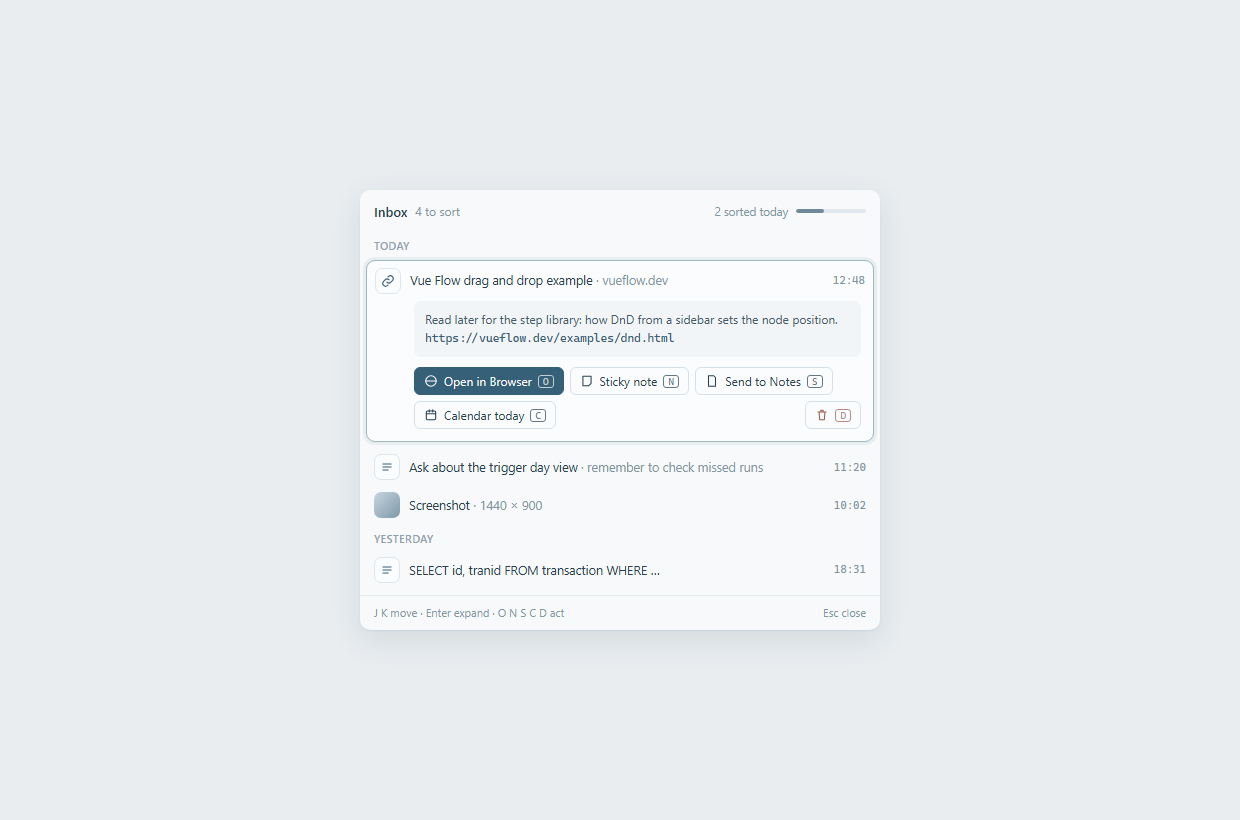 Inbox 4 to sort 2 sorted today
TODAY
Vue Flow drag and drop example · vueflow.dev 12:48
Read later for the step library: how DnD from a sidebar sets the node position.
https://vueflow.dev/examples/dnd.html
Open in Browser O Sticky note N Send to Notes S
Calendar today C D
Ask about the trigger day view · remember to check missed runs 11:20
Screenshot · 1440 × 900 10:02
YESTERDAY
SELECT id, tranid FROM transaction WHERE ... 18:31
J K move · Enter expand · O N S C D act Esc close